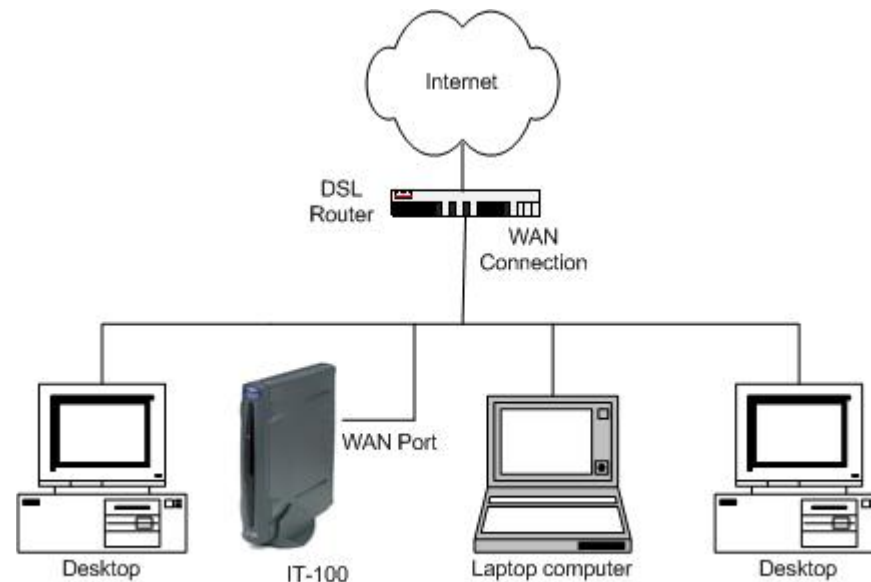 Internet
DSL
Router
WAN
Connection
WAN Port
Desktop
IT-100
Laptop computer
Desktop